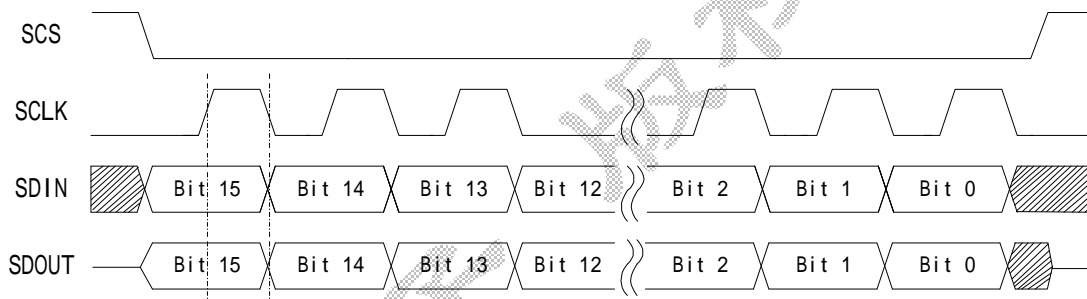 SCS
SCLK
SDIN Bit 15 Bit 14 Bit 13 Bit 12 Bit 2 Bit 1 Bit 0
SDOUT Bit 15 Bit 14 Bit 13 Bit 12 Bit 2 Bit 1 Bit 0